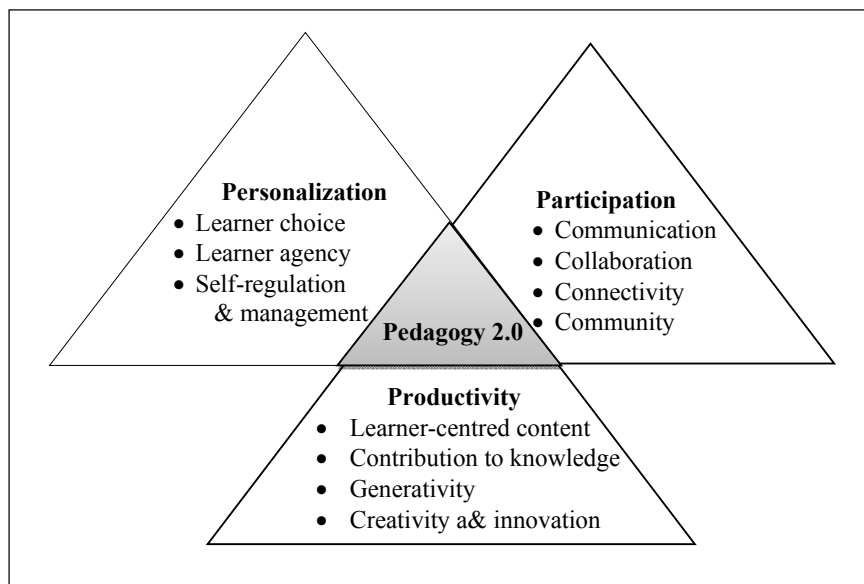 Personalization
• Learner choice
• Learner agency
• Self-regulation
& management
Participation
• Communication
• Collaboration
• Connectivity
• Community
Pedagogy 2.0
Productivity
• Learner-centred content
• Contribution to knowledge
• Generativity
• Creativity a& innovation